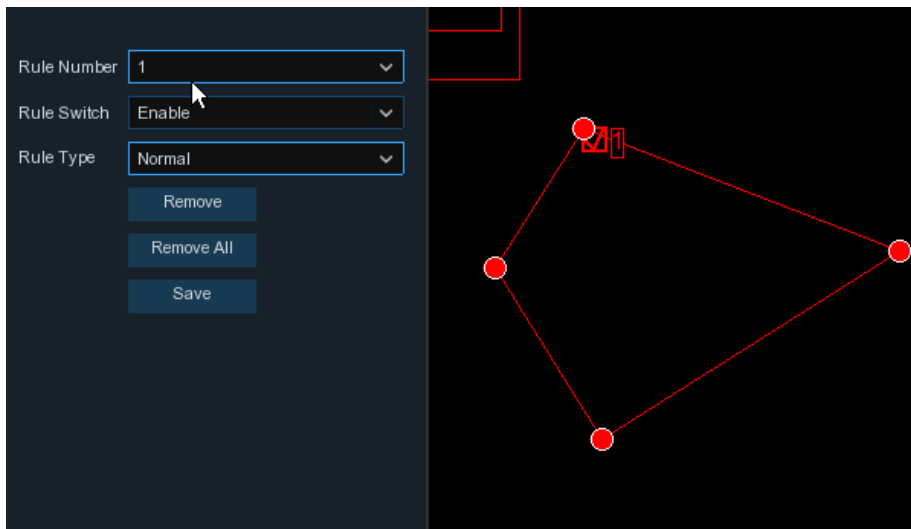 Rule Number 1
Rule Switch Enable
Rule Type Normal
Remove
Remove All
Save
1